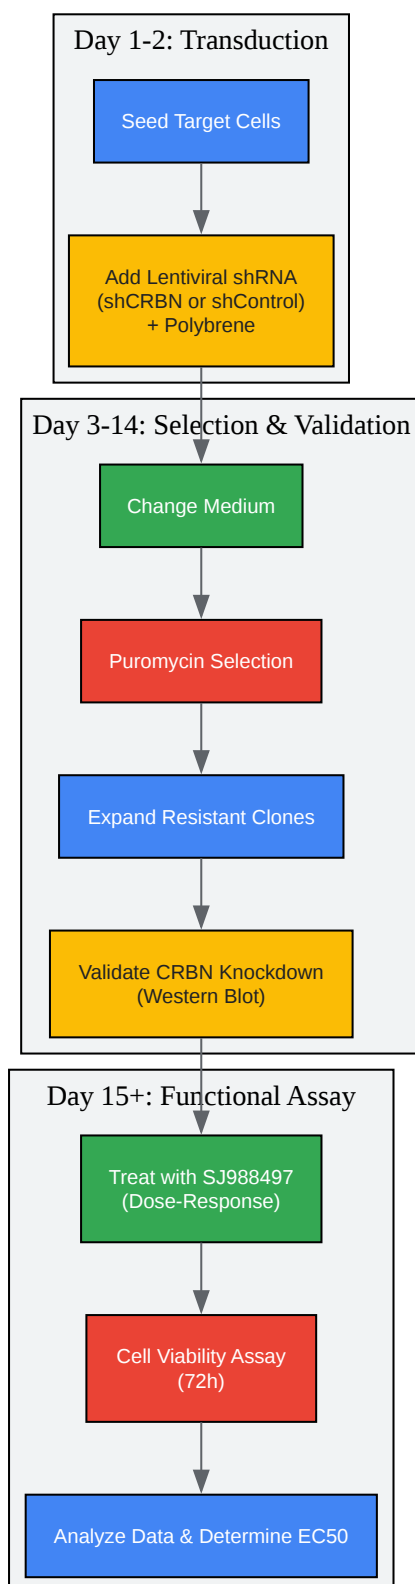 Day 1-2: Transduction
Seed Target Cells
Add Lentiviral shRNA
(shCRBN or shControl)
+ Polybrene
Day 3-14: Selection & Validation
Change Medium
Puromycin Selection
Expand Resistant Clones
Validate CRBN Knockdown
(Western Blot)
Day 15+: Functional Assay
Treat with SJ988497
(Dose-Response)
Cell Viability Assay
(72h)
Analyze Data & Determine EC50